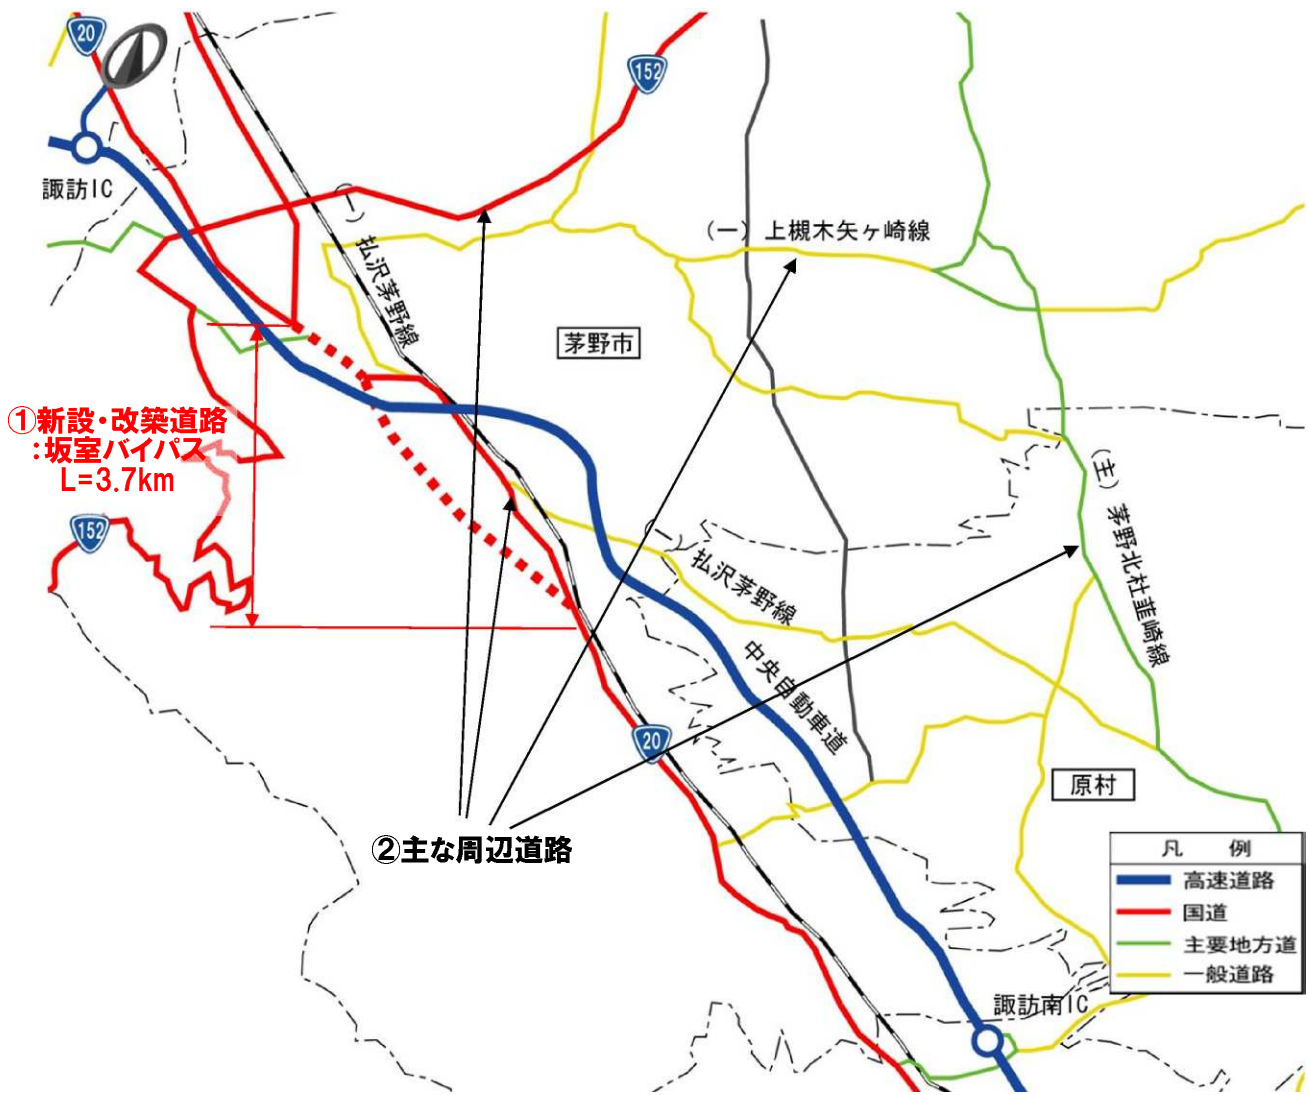 20
152
諏訪IC
(一)払沢茅野線
(一)上槻木矢ヶ崎線
茅野市
①新設・改築道路
:坂室バイパス
L=3.7km
152
(主)茅野北杜韮崎線
(一)払沢茅野線
中央自動車道
20
原村
②主な周辺道路
凡 例
高速道路
国道
主要地方道
一般道路
諏訪南IC